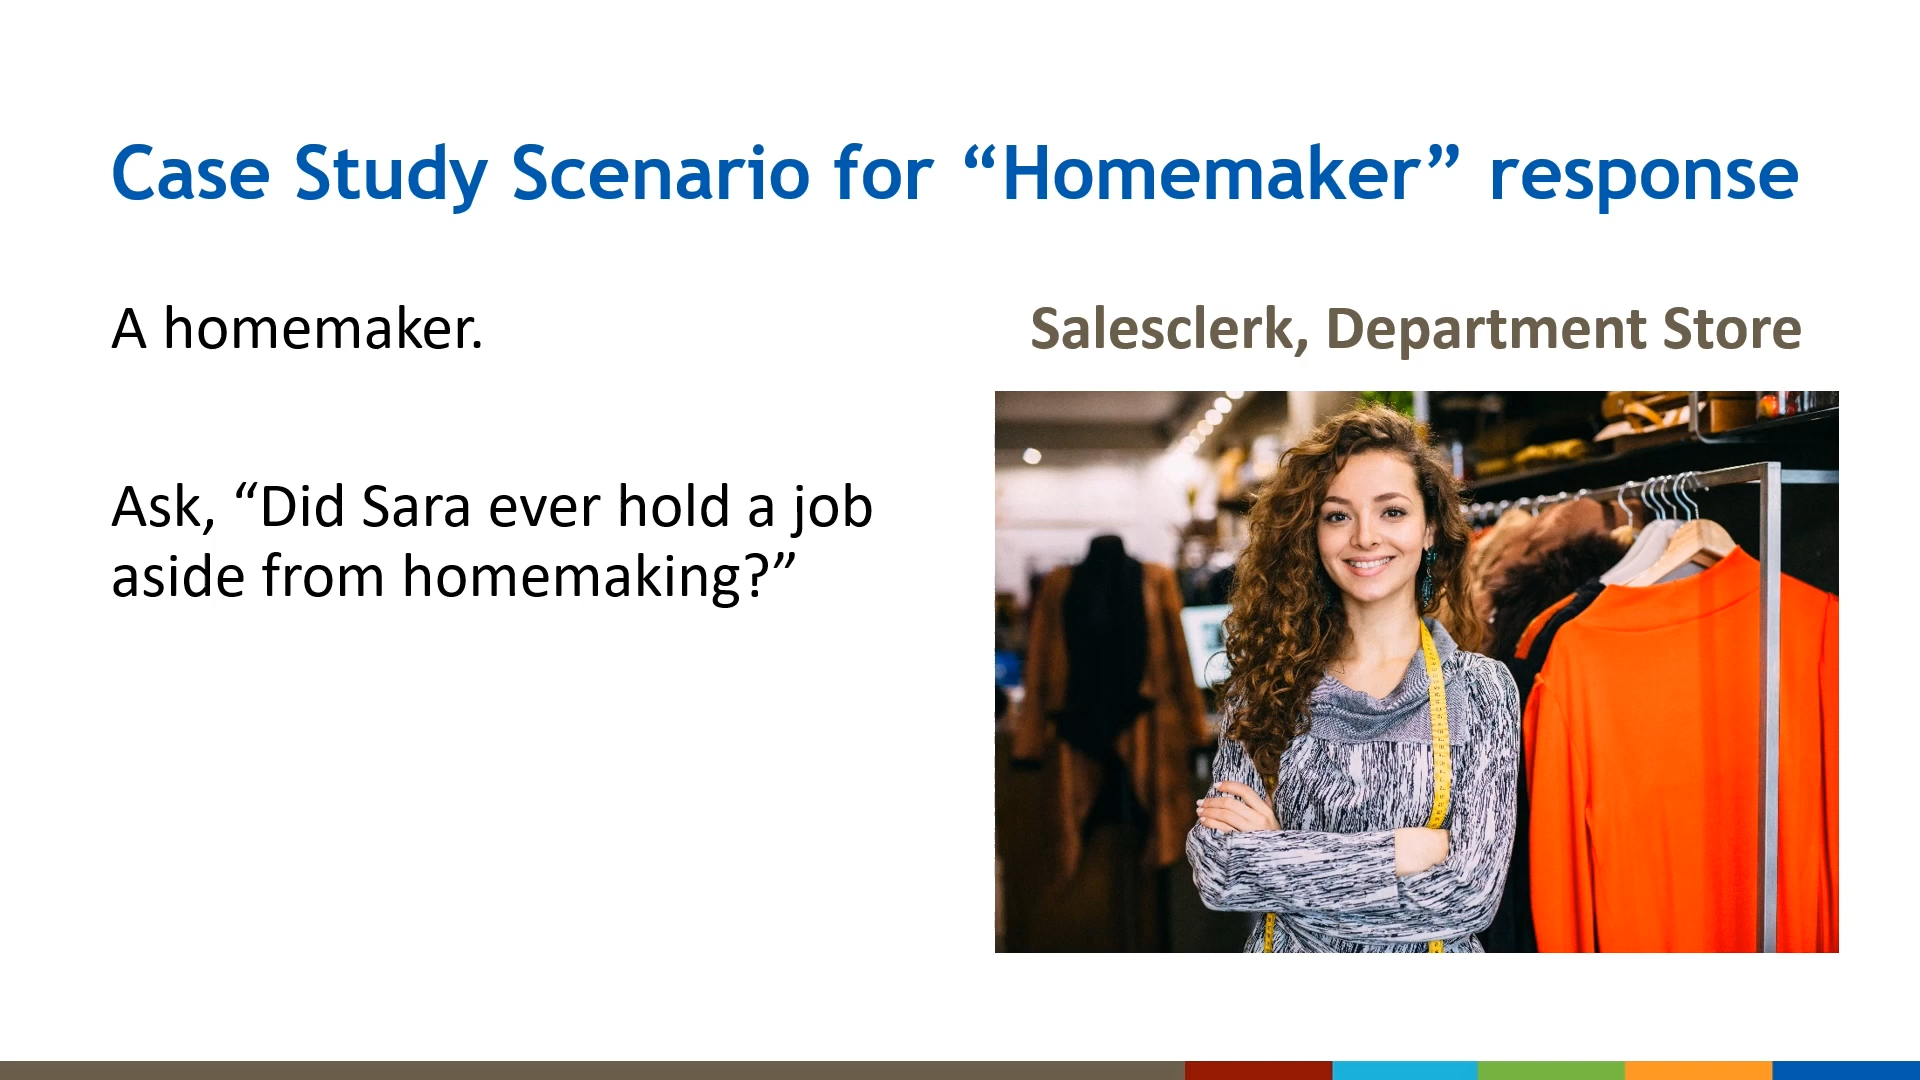 Case Study Scenario for “Homemaker” response
A homemaker.
Ask, “Did Sara ever hold a job
aside from homemaking?”
Salesclerk, Department Store